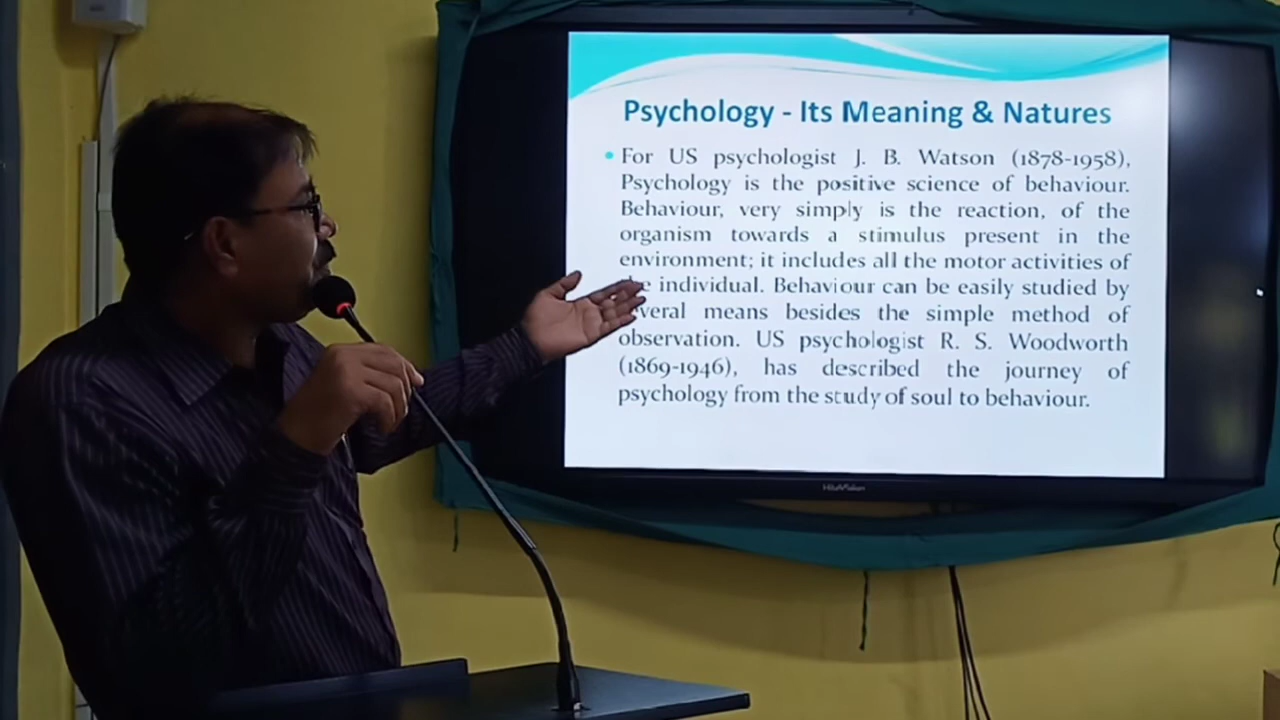 Psychology - Its Meaning & Natures
• For US psychologist J. B. Watson (1878-1958),
Psychology is the positive science of behaviour.
Behaviour, very simply is the reaction, of the
organism towards a stimulus present in the
environment; it includes all the motor activities of
individual. Behaviour can be easily studied by
means besides the simple method of
observation. US psychologist R. S. Woodworth
(1869-1946), has described the journey of
psychology from the study of soul to behaviour.